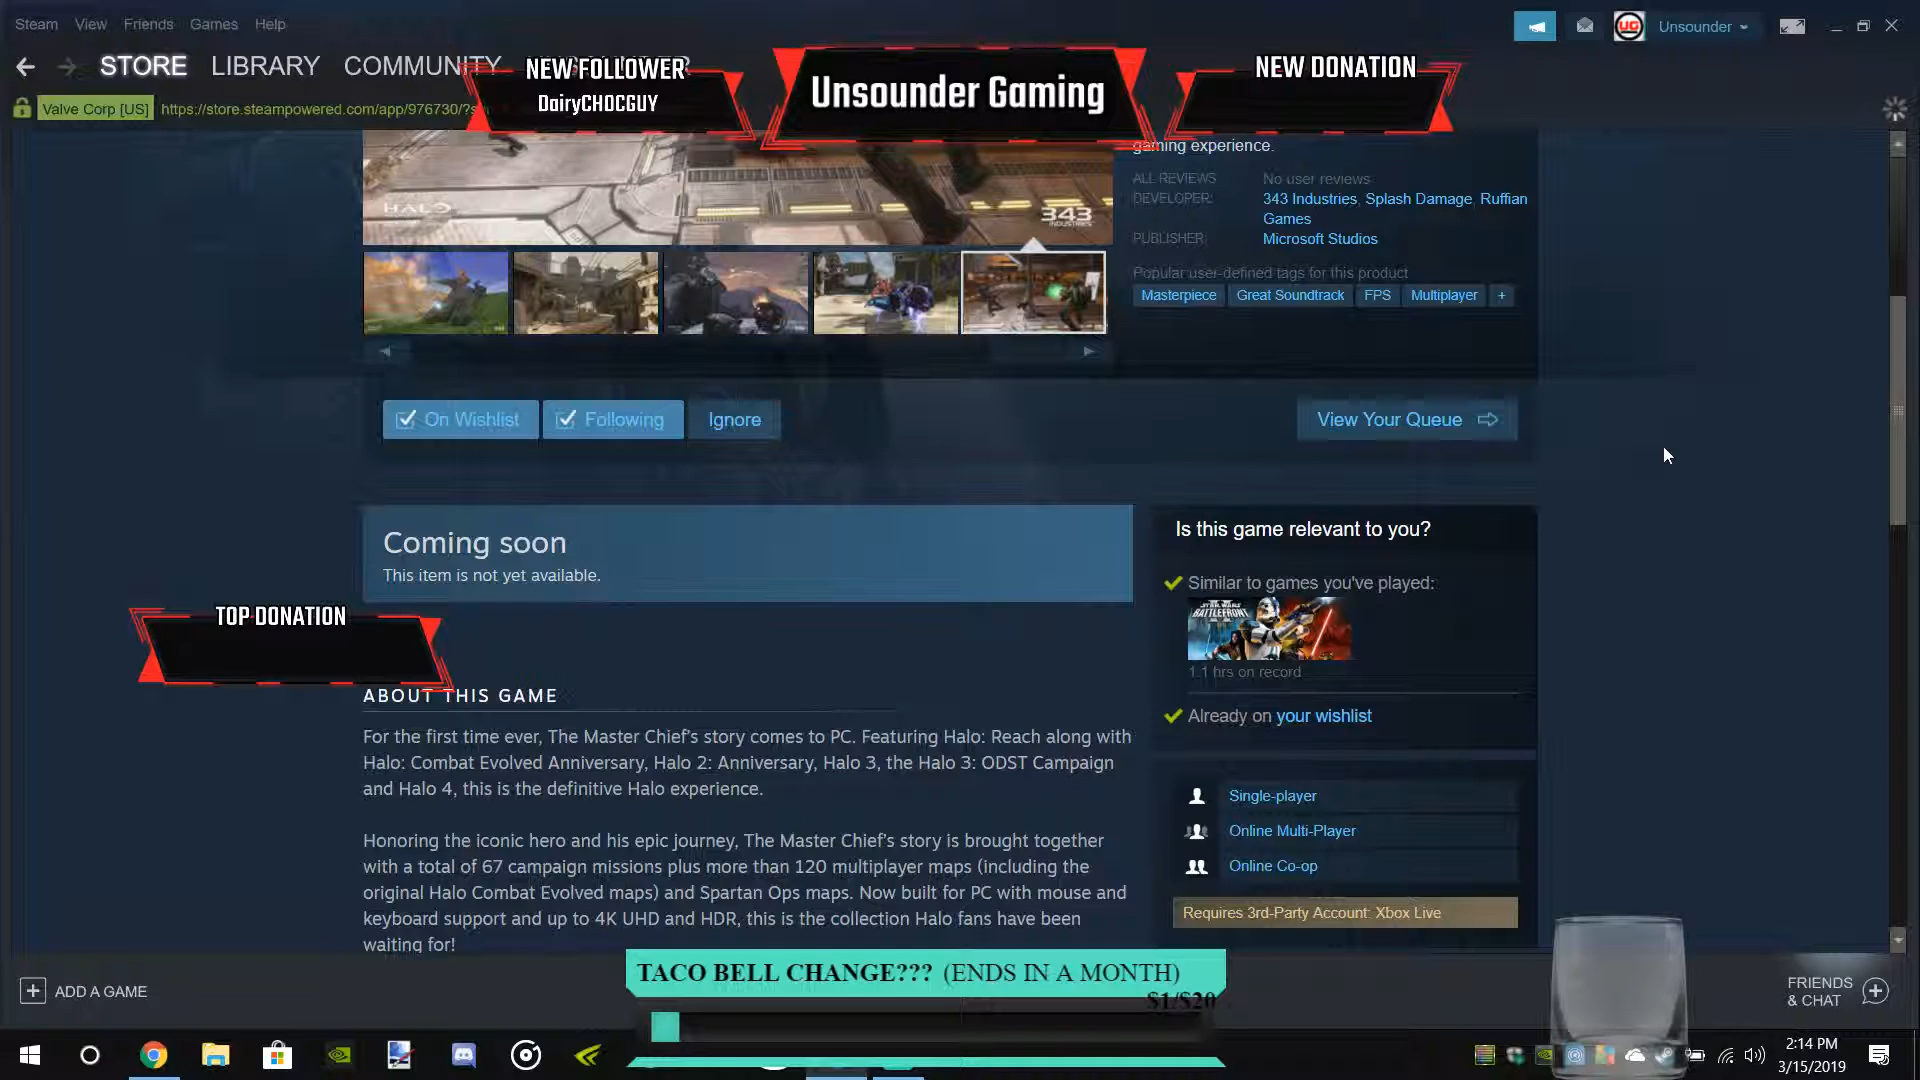 Steam View Friends Games Help
Unsounder
STORE LIBRARY COMMUNITY
NEW FOLLOWER
DairyCHOCGUY
Unsounder Gaming
NEW DONATION
Valve Corp [US] https://store.steampowered.com/app/976730/?s
gaming experience.
ALL REVIEWS No user reviews
DEVELOPER: 343 Industries, Splash Damage, Ruffian
Games
PUBLISHER: Microsoft Studios
HALO
343
INDUSTRIES
Popular user-defined tags for this product
Masterpiece Great Soundtrack FPS Multiplayer +
On Wishlist Following Ignore
View Your Queue
Coming soon
This item is not yet available.
Is this game relevant to you?
Similar to games you've played:
STAR WARS
BATTLEFRONT
II
1.1 hrs on record
Already on your wishlist
TOP DONATION
ABOUT THIS GAME
For the first time ever, The Master Chief's story comes to PC. Featuring Halo: Reach along with
Halo: Combat Evolved Anniversary, Halo 2: Anniversary, Halo 3, the Halo 3: ODST Campaign
and Halo 4, this is the definitive Halo experience.
Honoring the iconic hero and his epic journey, The Master Chief's story is brought together
with a total of 67 campaign missions plus more than 120 multiplayer maps (including the
original Halo Combat Evolved maps) and Spartan Ops maps. Now built for PC with mouse and
keyboard support and up to 4K UHD and HDR, this is the collection Halo fans have been
waiting for!
Single-player
Online Multi-Player
Online Co-op
Requires 3rd-Party Account: Xbox Live
TACO BELL CHANGE??? (ENDS IN A MONTH)
$1/$20
ADD A GAME
FRIENDS
& CHAT
2:14 PM
3/15/2019